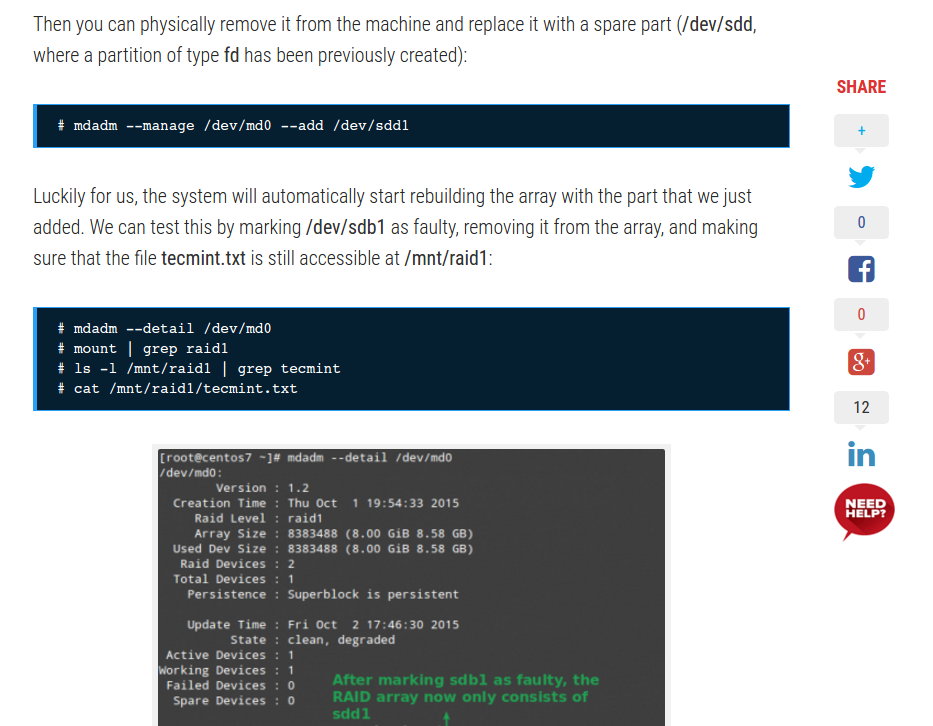 Then you can physically remove it from the machine and replace it with a spare part (/dev/sdd,
where a partition of type fd has been previously created):
# mdadm --manage /dev/md0 --add /dev/sdd1
Luckily for us, the system will automatically start rebuilding the array with the part that we just
added. We can test this by marking /dev/sdb1 as faulty, removing it from the array, and making
sure that the file tecmint.txt is still accessible at /mnt/raid1:
# mdadm --detail /dev/md0
# mount | grep raid1
# ls -l /mnt/raid1 | grep tecmint
# cat /mnt/raid1/tecmint.txt
[root@centos7 ~]# mdadm --detail /dev/md0
/dev/md0:
Version : 1.2
Creation Time : Thu Oct  1 19:54:33 2015
Raid Level : raid1
Array Size : 8383488 (8.00 GiB 8.58 GB)
Used Dev Size : 8383488 (8.00 GiB 8.58 GB)
Raid Devices : 2
Total Devices : 1
Persistence : Superblock is persistent
Update Time : Fri Oct  2 17:46:30 2015
State : clean, degraded
Active Devices : 1
Working Devices : 1
Failed Devices : 0
Spare Devices : 0
After marking sdb1 as faulty, the
RAID array now only consists of
sdd1
SHARE
+
0
f
0
g+
12
in
NEED
HELP?